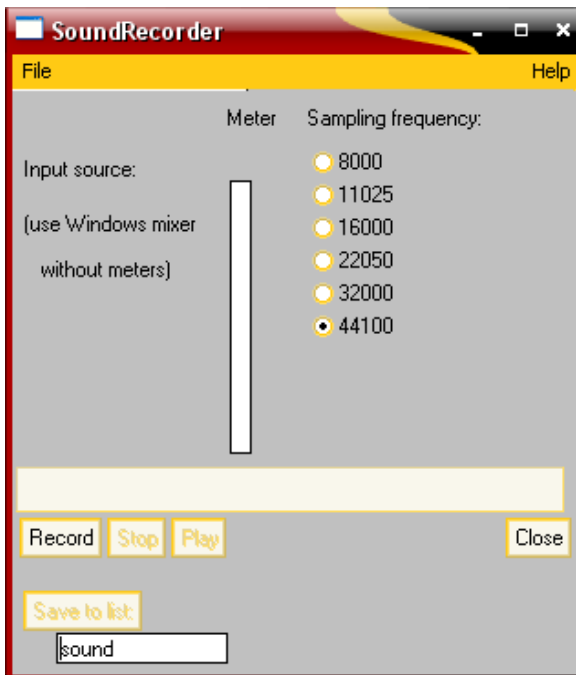 SoundRecorder
File Help
Meter Sampling frequency:
8000
Input source:
11025
(use Windows mixer
16000
without meters)
22050
32000
44100
Record Stop Play Close
Save to list:
sound